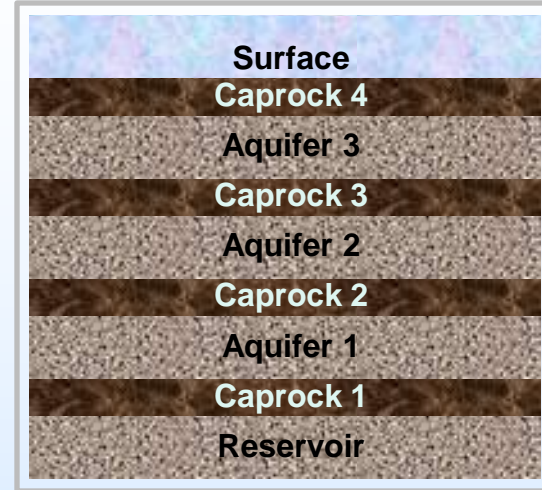 Surface
Caprock 4
Aquifer 3
Caprock 3
Aquifer 2
Caprock 2
Aquifer 1
Caprock 1
Reservoir